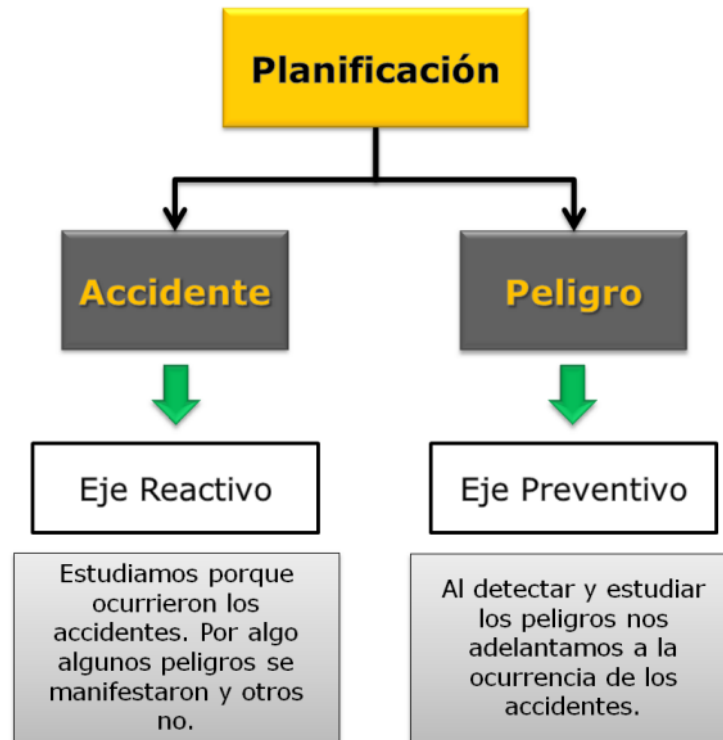 Planificación
Accidente
Peligro
Eje Reactivo
Eje Preventivo
Estudiamos porque
ocurrieron los
accidentes. Por algo
algunos peligros se
manifestaron y otros
no.
Al detectar y estudiar
los peligros nos
adelantamos a la
ocurrencia de los
accidentes.